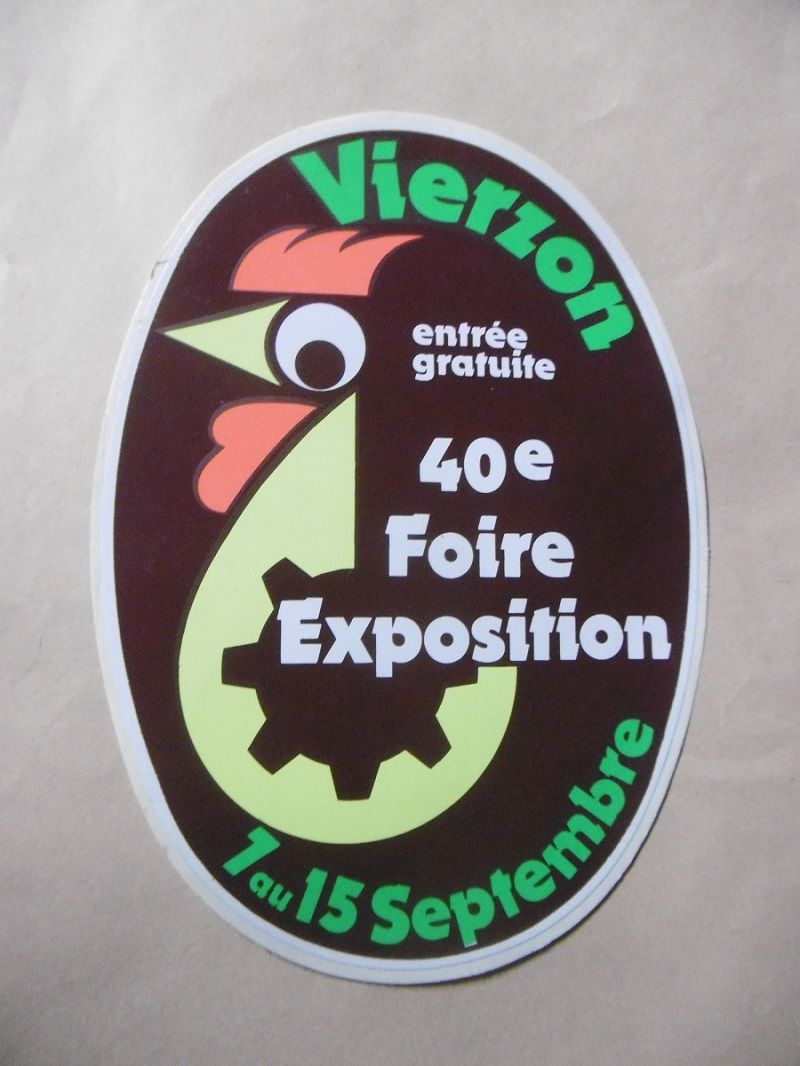 Vierzon
entrée
gratuite
40e
Foire
Exposition
7 au 15 Septembre